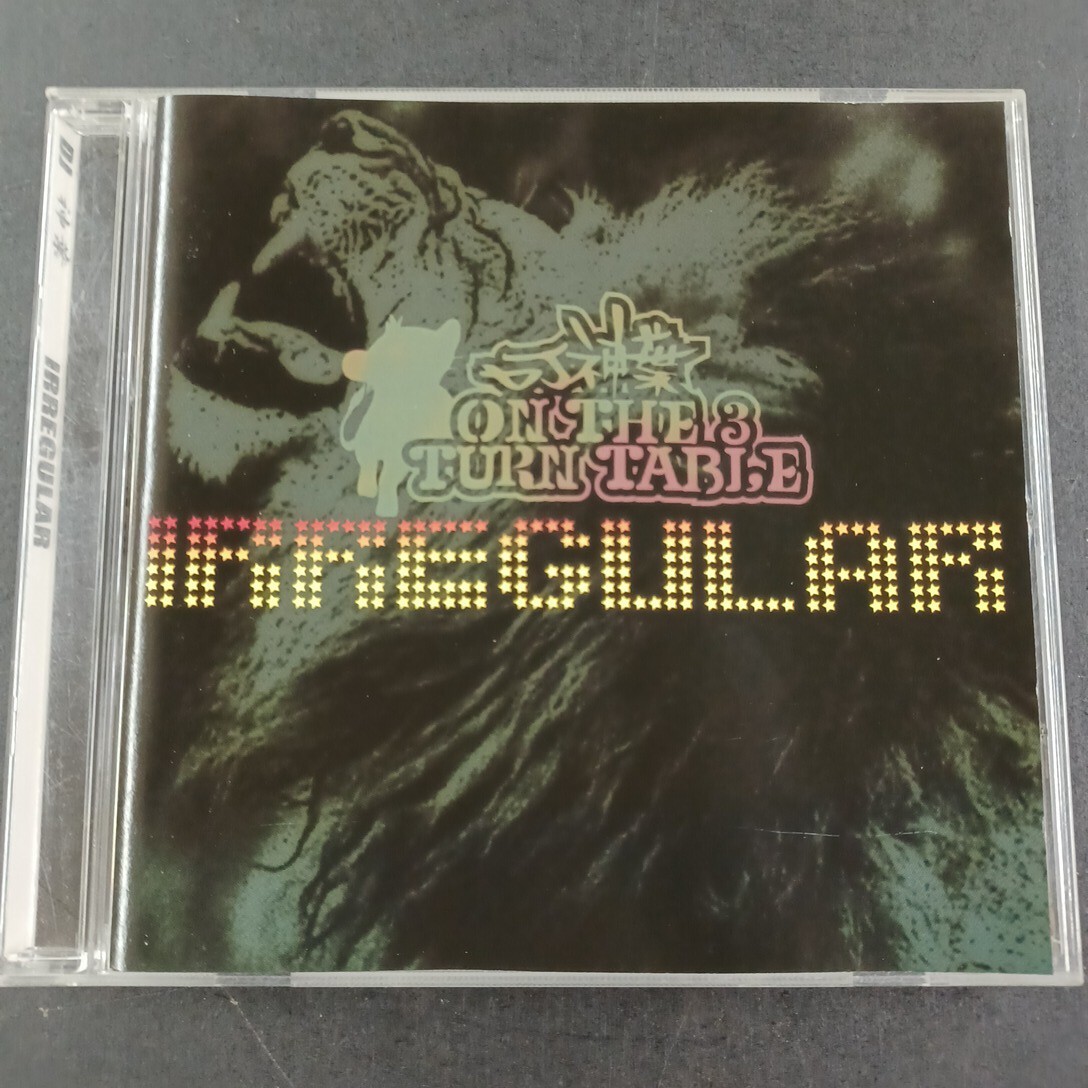 DJ 神楽 IRREGULAR
DJ神楽
ON THE 3
TURN TABLE
IRREGULAR